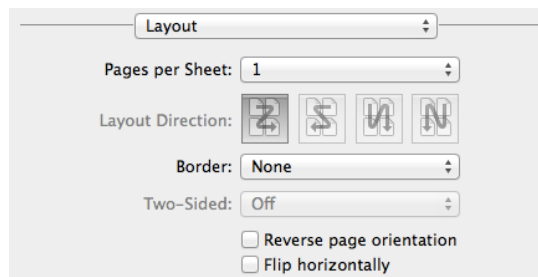 Layout
Pages per Sheet: 1
Layout Direction:
Border: None
Two-Sided: Off
Reverse page orientation
Flip horizontally